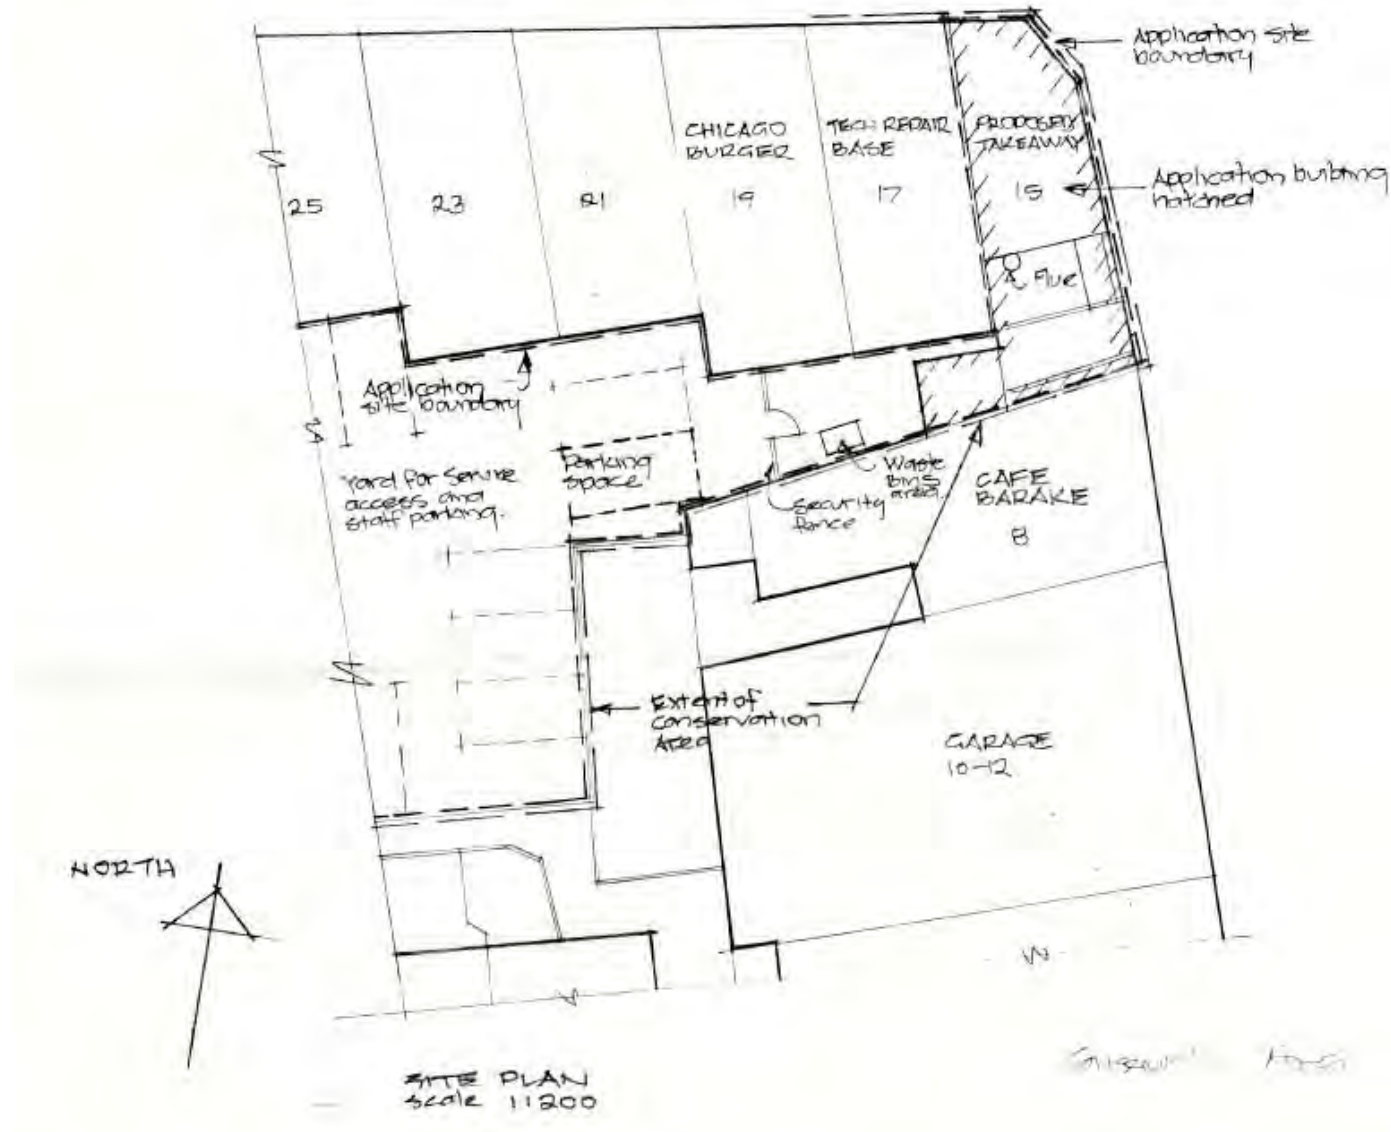 Application site
boundary
CHICAGO
BURGER
TECH REPAIR
BASE
PROPOSED
TAKEAWAY
25
23
21
19
17
15
Application building
hatched
Flue
Application
site boundary
Yard for service
access and
staff parking.
Parking
space
Waste
Bins
area.
Security
fence
CAFE
BARAKE
8
Extent of
conservation
Area
GARAGE
10-12
NORTH
SITE PLAN
scale 1:200